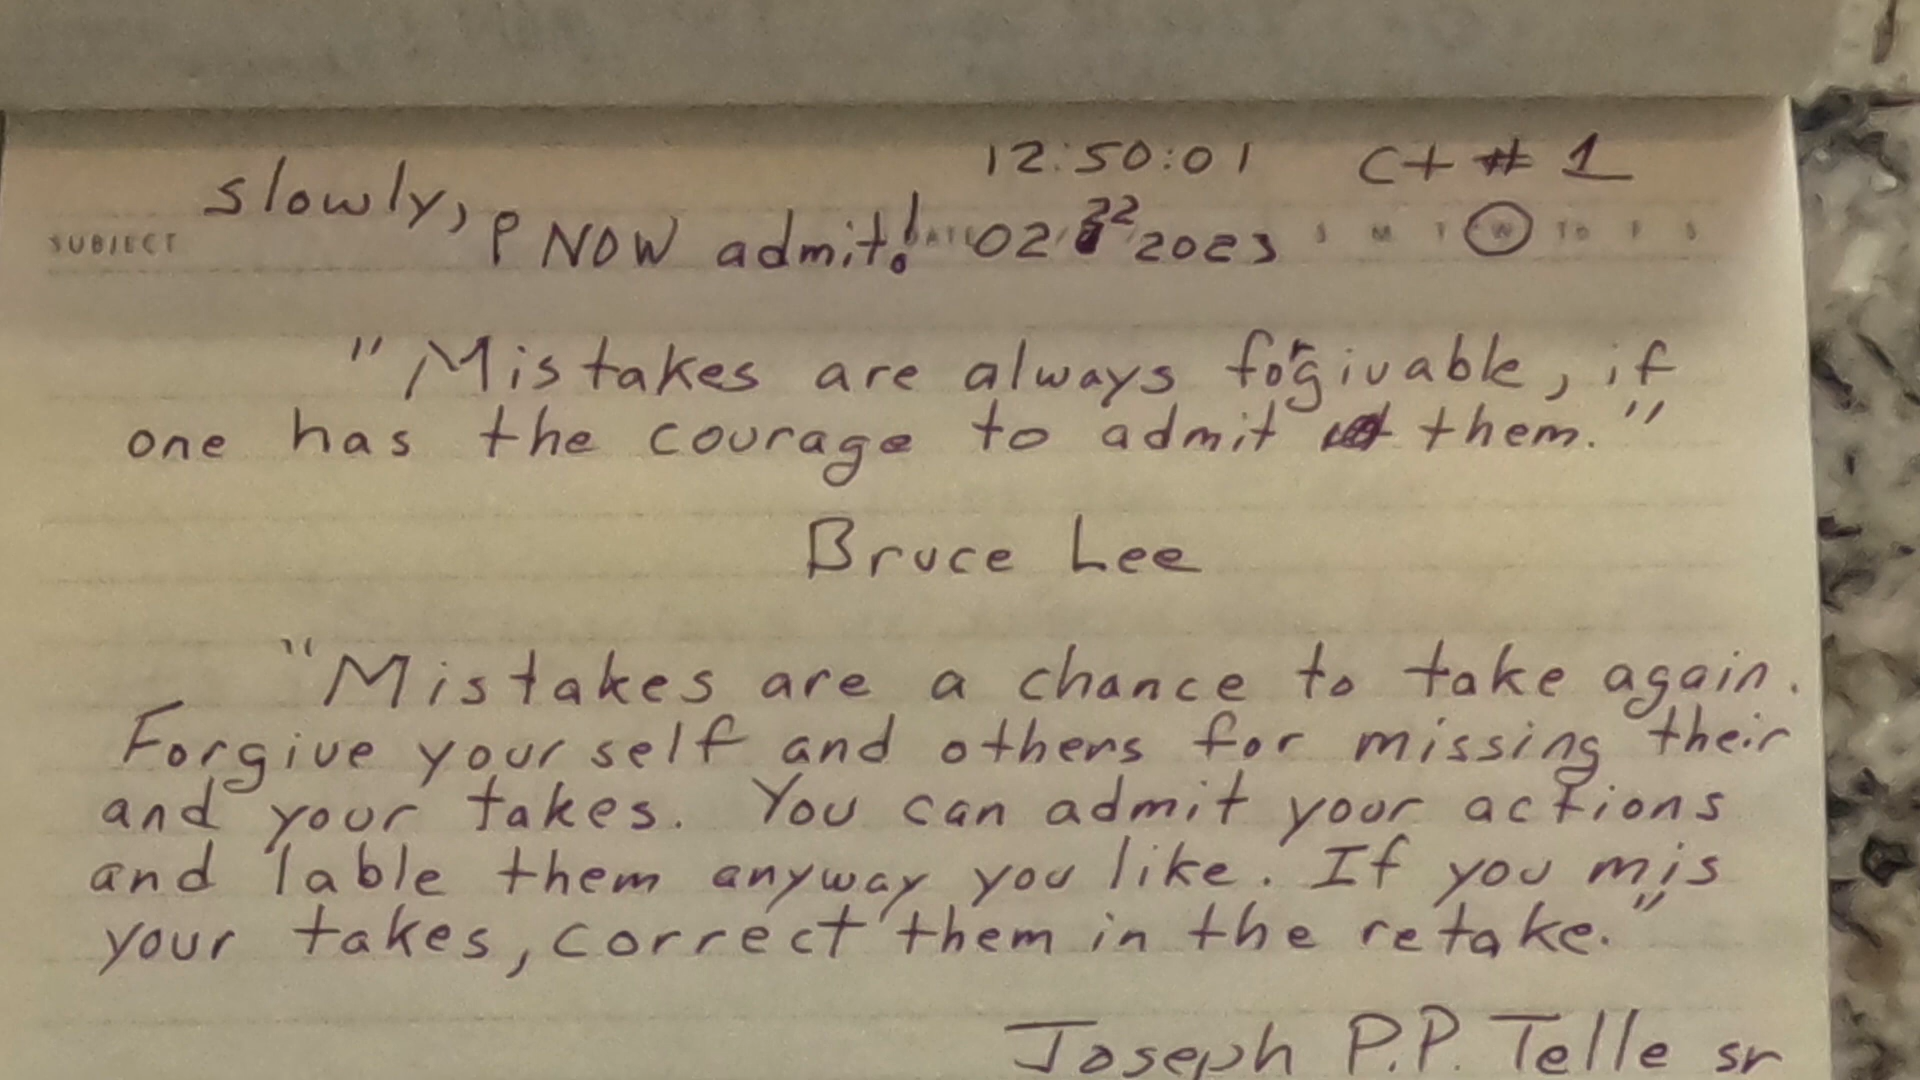 12:50:01 C+ # 1
slowly, P NOW admit!
SUBJECT DATE 02 22 2023 S M T W Th F S
"Mistakes are always forgivable, if
one has the courage to admit them."
Bruce Lee
"Mistakes are a chance to take again.
Forgive your self and others for missing their
and your takes. You can admit your actions
and lable them anyway you like. If you mis
your takes, correct them in the retake."
Joseph P.P. Telle sr